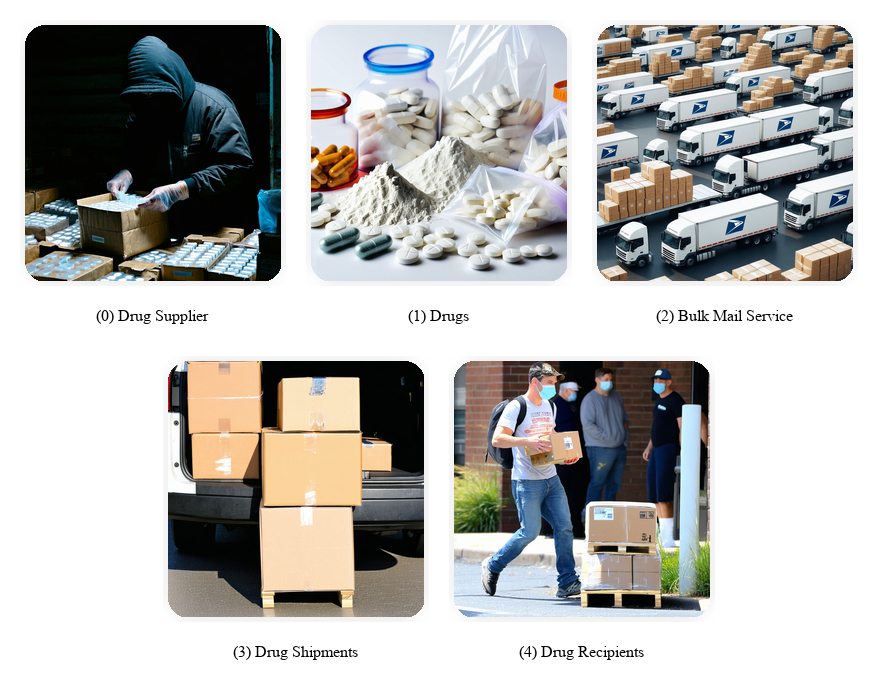 (0) Drug Supplier
(1) Drugs
(2) Bulk Mail Service
(3) Drug Shipments
(4) Drug Recipients